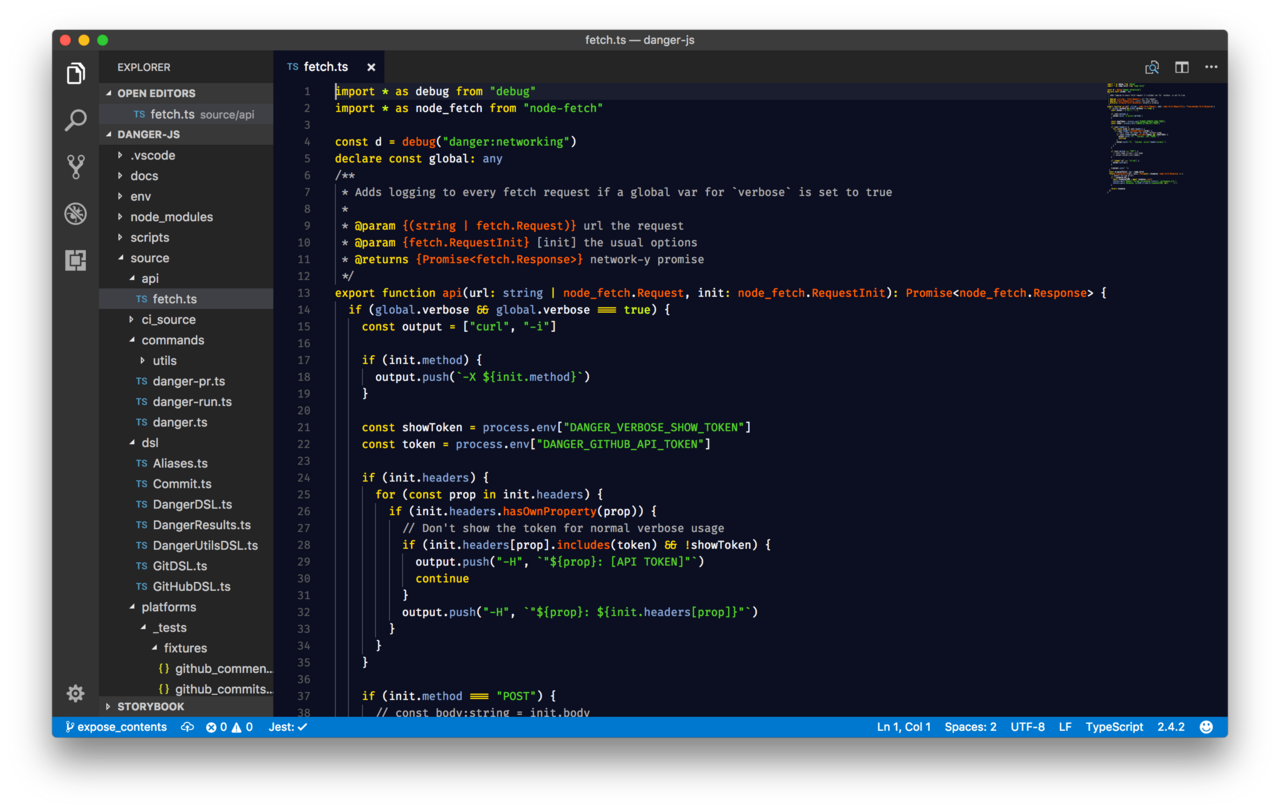 fetch.ts — danger-js
EXPLORER
OPEN EDITORS
TS fetch.ts source/api
DANGER-JS
.vscode
docs
env
node_modules
scripts
source
api
TS fetch.ts
ci_source
commands
utils
TS danger-pr.ts
TS danger-run.ts
TS danger.ts
dsl
TS Aliases.ts
TS Commit.ts
TS DangerDSL.ts
TS DangerResults.ts
TS DangerUtilsDSL.ts
TS GitDSL.ts
TS GitHubDSL.ts
platforms
_tests
fixtures
{} github_commen...
{} github_commits...
STORYBOOK
TS fetch.ts ×
1 import * as debug from "debug"
2 import * as node_fetch from "node-fetch"
3
4 const d = debug("danger:networking")
5 declare const global: any
6 /**
7 * Adds logging to every fetch request if a global var for `verbose` is set to true
8 *
9 * @param {(string | fetch.Request)} url the request
10 * @param {fetch.RequestInit} [init] the usual options
11 * @returns {Promise<fetch.Response>} network-y promise
12 */
13 export function api(url: string | node_fetch.Request, init: node_fetch.RequestInit): Promise<node_fetch.Response> {
14 if (global.verbose && global.verbose === true) {
15 const output = ["curl", "-i"]
16
17 if (init.method) {
18 output.push(`-X ${init.method}`)
19 }
20
21 const showToken = process.env["DANGER_VERBOSE_SHOW_TOKEN"]
22 const token = process.env["DANGER_GITHUB_API_TOKEN"]
23
24 if (init.headers) {
25 for (const prop in init.headers) {
26 if (init.headers.hasOwnProperty(prop)) {
27 // Don't show the token for normal verbose usage
28 if (init.headers[prop].includes(token) && !showToken) {
29 output.push("-H", `"${prop}: [API TOKEN]"`)
30 continue
31 }
32 output.push("-H", `"${prop}: ${init.headers[prop]}"`)
33 }
34 }
35 }
36
37 if (init.method === "POST") {
38 // const body:string = init.body
expose_contents 0 0 Jest: ✓ Ln 1, Col 1 Spaces: 2 UTF-8 LF TypeScript 2.4.2